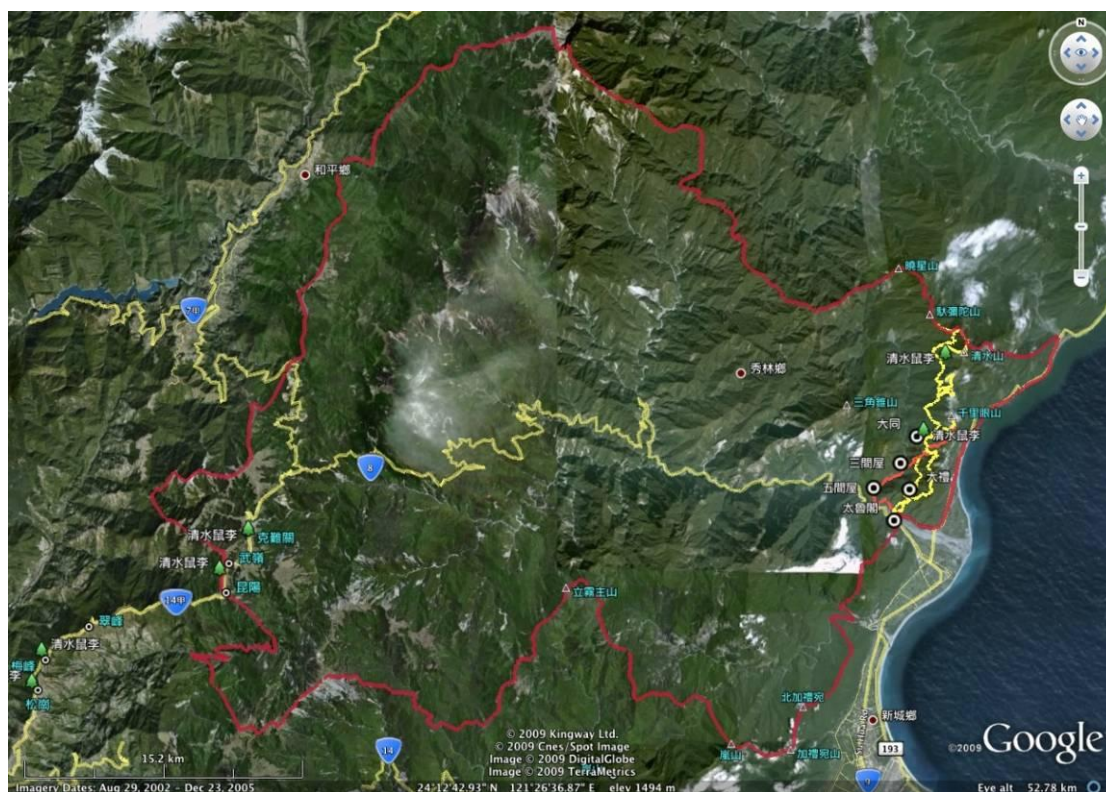 N
和平鄉
曉星山
7甲
馱彌陀山
清水鼠李
清水山
秀林鄉
三角錐山
千里眼山
大同
清水鼠李
三間屋
8
大禮
五間屋
太魯閣
清水鼠李
克難關
武嶺
清水鼠李
立霧主山
昆陽
14甲
翠峰
清水鼠李
梅峰
李
北加禮宛
松崗
新城鄉
© 2009 Kingway Ltd.
© 2009 Cnes/Spot Image
Image © 2009 DigitalGlobe
Image © 2009 TerraMetrics
14
193
嵐山
加禮宛山
©2009 Google
15.2 km
9
Imagery Dates: Aug 29, 2002 - Dec 23, 2005
24°12'42.93" N 121°26'36.87" E elev 1494 m
Eye alt 52.78 km